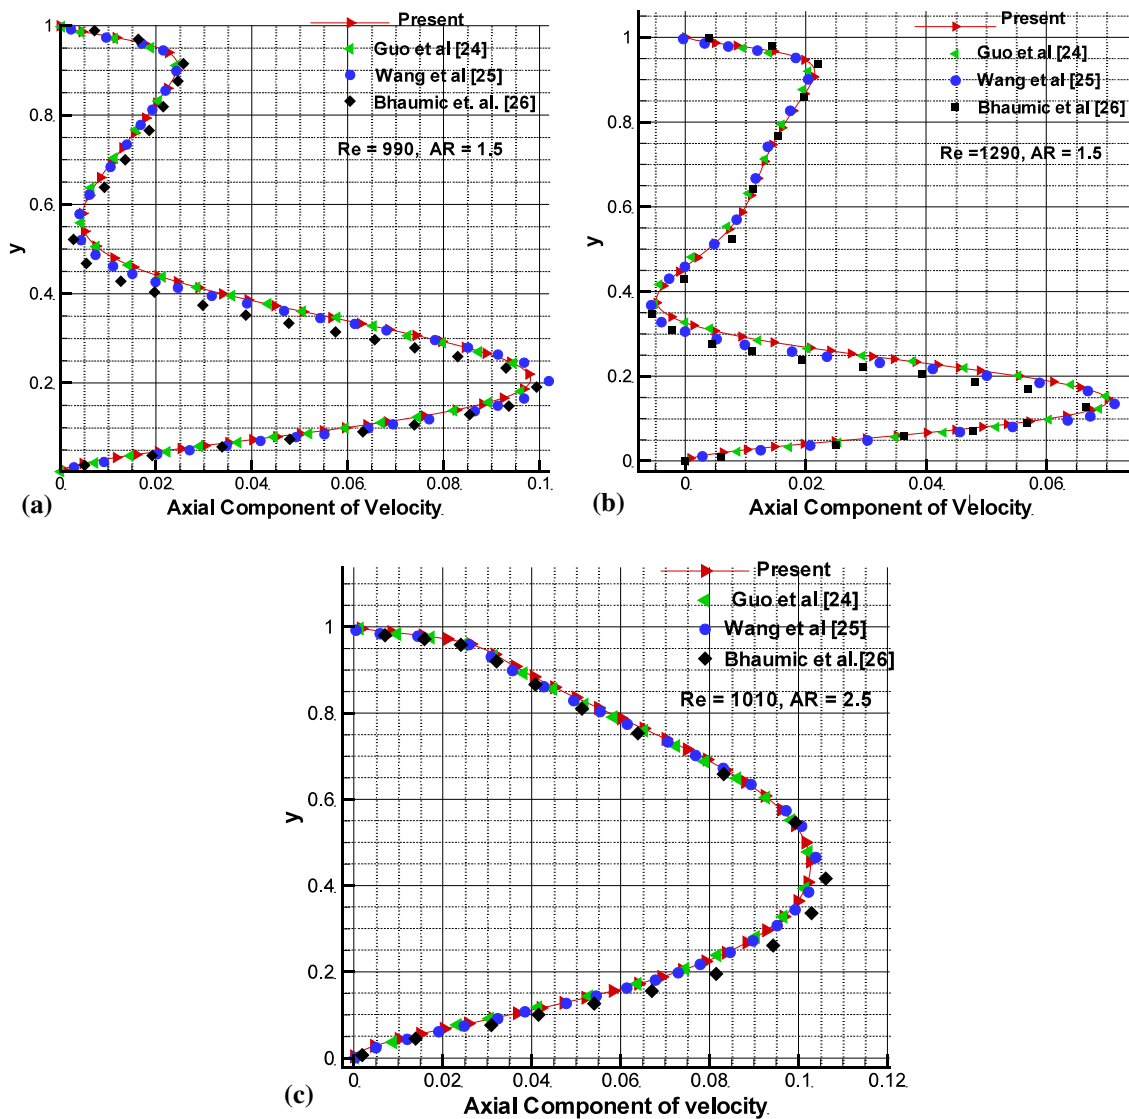 Present
Guo et al [24]
Wang et al [25]
Bhaumic et. al. [26]
Re = 990, AR = 1.5
1
0.8
0.6
0.4
0.2
0.
y
0. 0.02 0.04 0.06 0.08 0.1
(a)
Axial Component of Velocity.
Present
Guo et al [24]
Wang et al [25]
Bhaumic et al [26]
Re =1290, AR = 1.5
1.
0.8
0.6
0.4
0.2
0.
y
0. 0.02 0.04 0.06
(b)
Axial Component of Velocity.
Present
Guo et al [24]
Wang et al [25]
Bhaumic et al.[26]
Re = 1010, AR = 2.5
1
0.8
0.6
0.4
0.2
0.
y
0. 0.02 0.04 0.06 0.08 0.1 0.12
(c)
Axial Component of velocity.